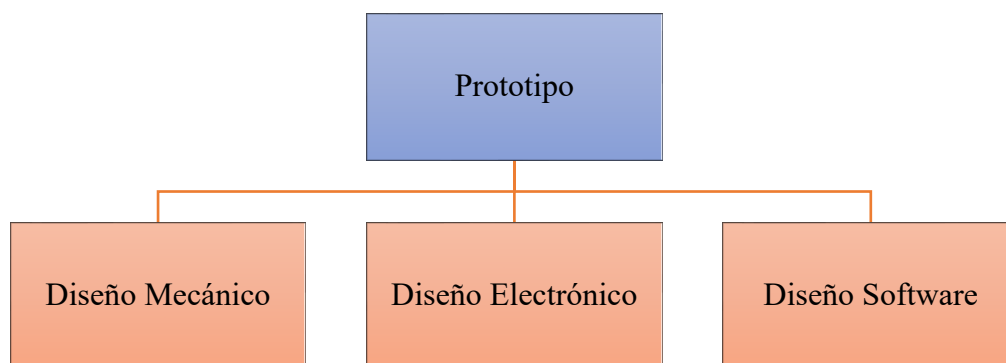 Prototipo
Diseño Mecánico
Diseño Electrónico
Diseño Software